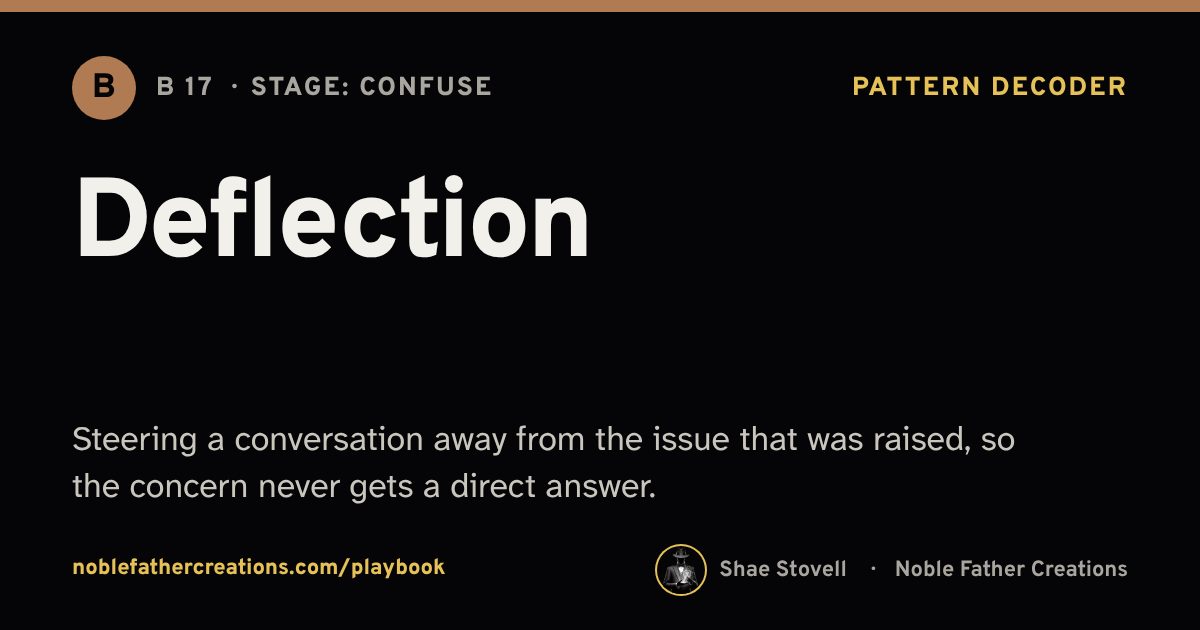 B
B 17 · STAGE: CONFUSE
PATTERN DECODER
Deflection
Steering a conversation away from the issue that was raised, so
the concern never gets a direct answer.
noblefathercreations.com/playbook
Shae Stovell · Noble Father Creations